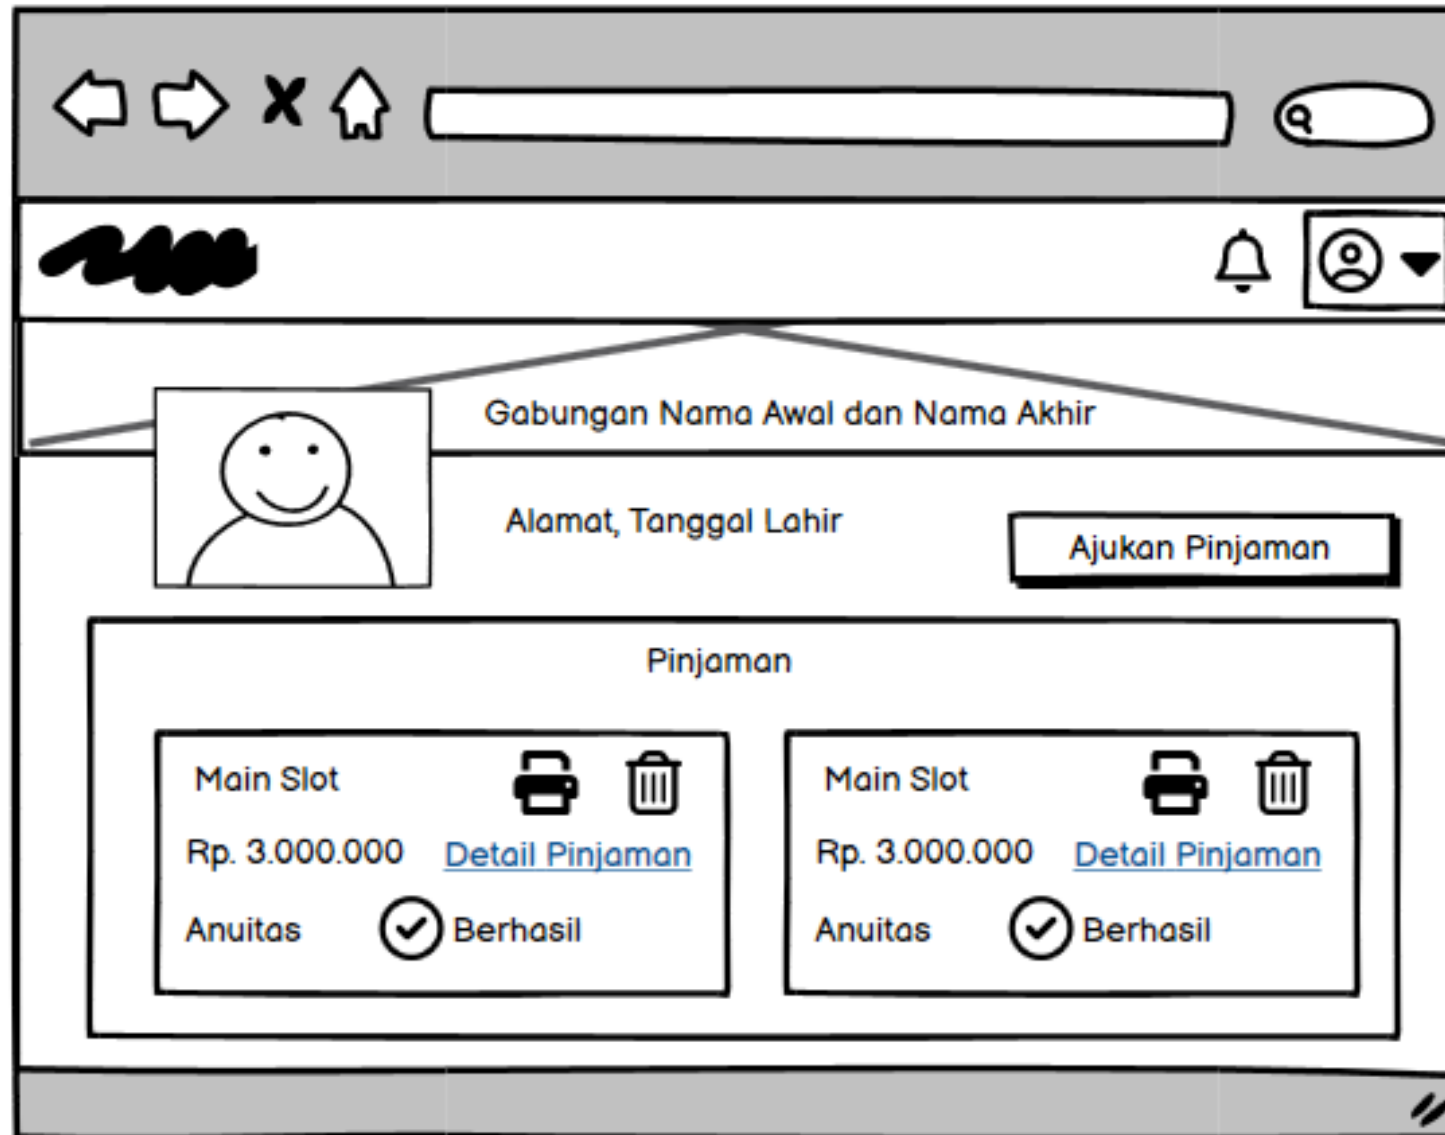 Gabungan Nama Awal dan Nama Akhir
Alamat, Tanggal Lahir
Ajukan Pinjaman
Pinjaman
Main Slot
Rp. 3.000.000 Detail Pinjaman
Anuitas Berhasil
Main Slot
Rp. 3.000.000 Detail Pinjaman
Anuitas Berhasil